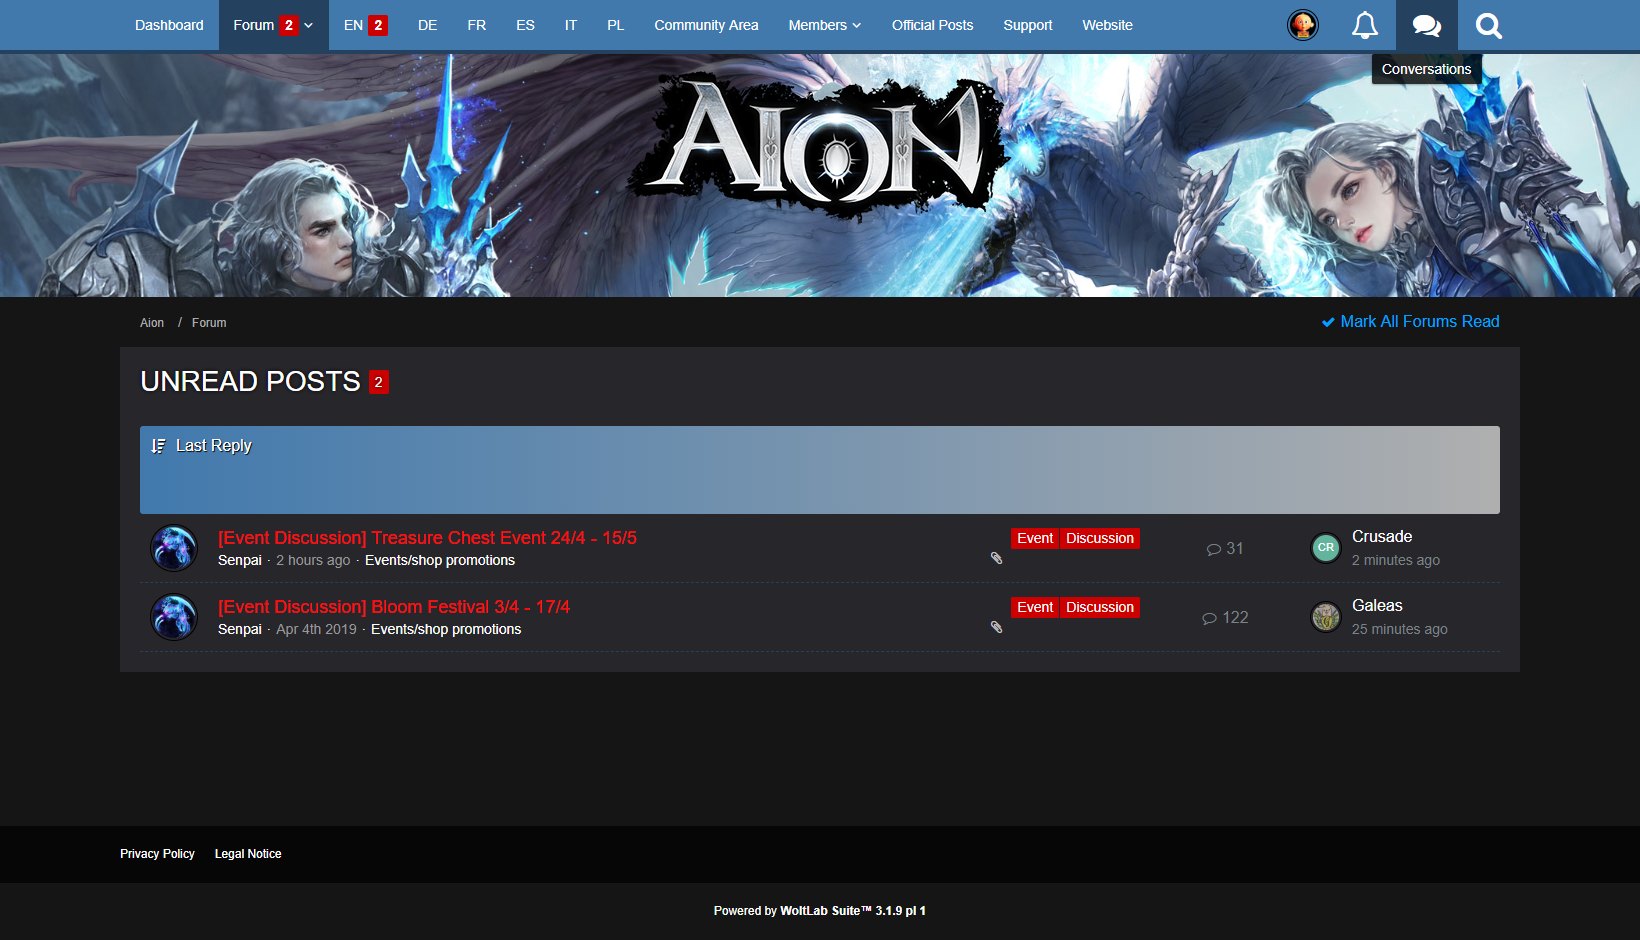 Dashboard Forum 2 EN 2 DE FR ES IT PL Community Area Members Official Posts Support Website
Conversations
AION
Aion / Forum
Mark All Forums Read
UNREAD POSTS 2
Last Reply
[Event Discussion] Treasure Chest Event 24/4 - 15/5
Senpai · 2 hours ago · Events/shop promotions
Event Discussion
31
CR
Crusade
2 minutes ago
[Event Discussion] Bloom Festival 3/4 - 17/4
Senpai · Apr 4th 2019 · Events/shop promotions
Event Discussion
122
Galeas
25 minutes ago
Privacy Policy Legal Notice
Powered by WoltLab Suite™ 3.1.9 pl 1